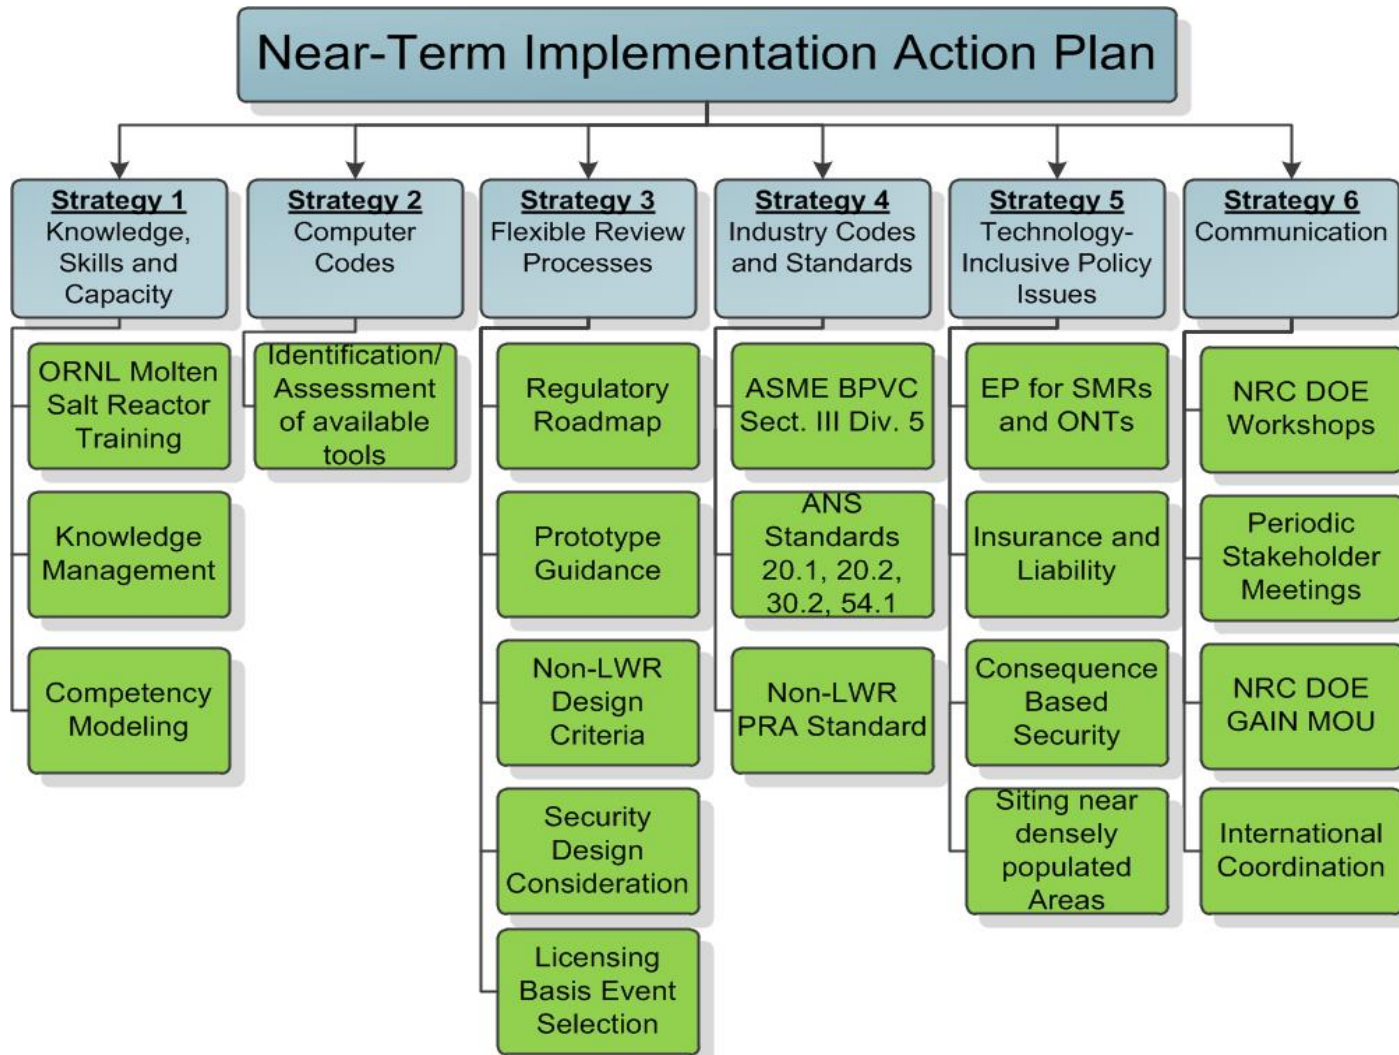 Near-Term Implementation Action Plan
Strategy 1
Knowledge,
Skills and
Capacity
ORNL Molten
Salt Reactor
Training
Knowledge
Management
Competency
Modeling
Strategy 2
Computer
Codes
Identification/
Assessment
of available
tools
Strategy 3
Flexible Review
Processes
Regulatory
Roadmap
Prototype
Guidance
Non-LWR
Design
Criteria
Security
Design
Consideration
Licensing
Basis Event
Selection
Strategy 4
Industry Codes
and Standards
ASME BPVC
Sect. III Div. 5
ANS
Standards
20.1, 20.2,
30.2, 54.1
Non-LWR
PRA Standard
Strategy 5
Technology-
Inclusive Policy
Issues
EP for SMRs
and ONTs
Insurance and
Liability
Consequence
Based
Security
Siting near
densely
populated
Areas
Strategy 6
Communication
NRC DOE
Workshops
Periodic
Stakeholder
Meetings
NRC DOE
GAIN MOU
International
Coordination